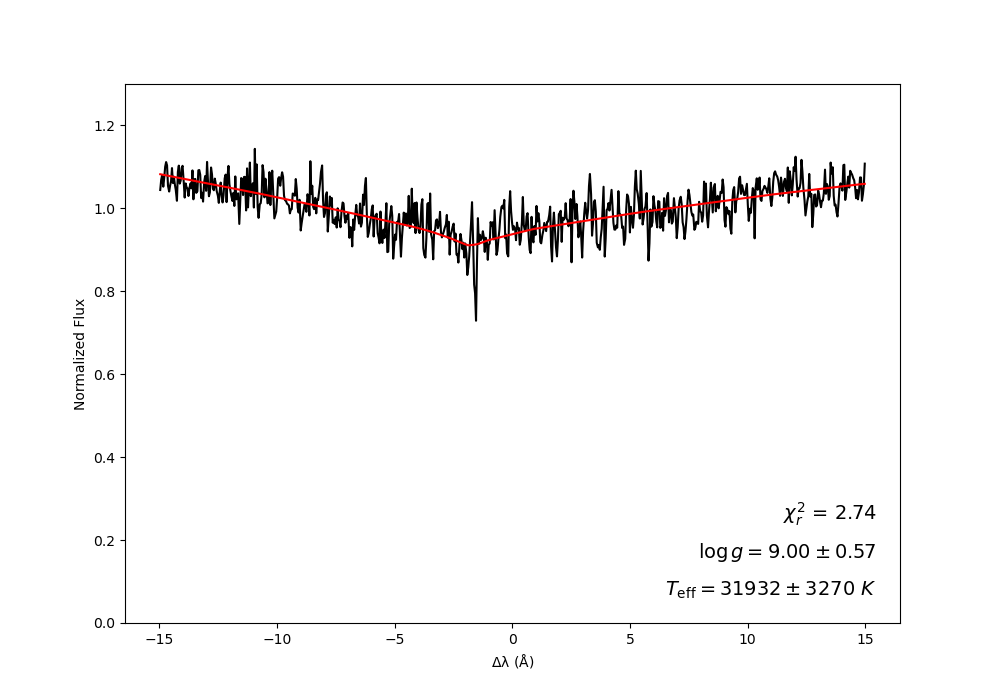 1.2
1.0
0.8
0.6
0.4
0.2
0.0
Normalized Flux
χ²ᵣ = 2.74
log g = 9.00 ± 0.57
T_eff = 31932 ± 3270 K
−15 −10 −5 0 5 10 15
Δλ (Å)